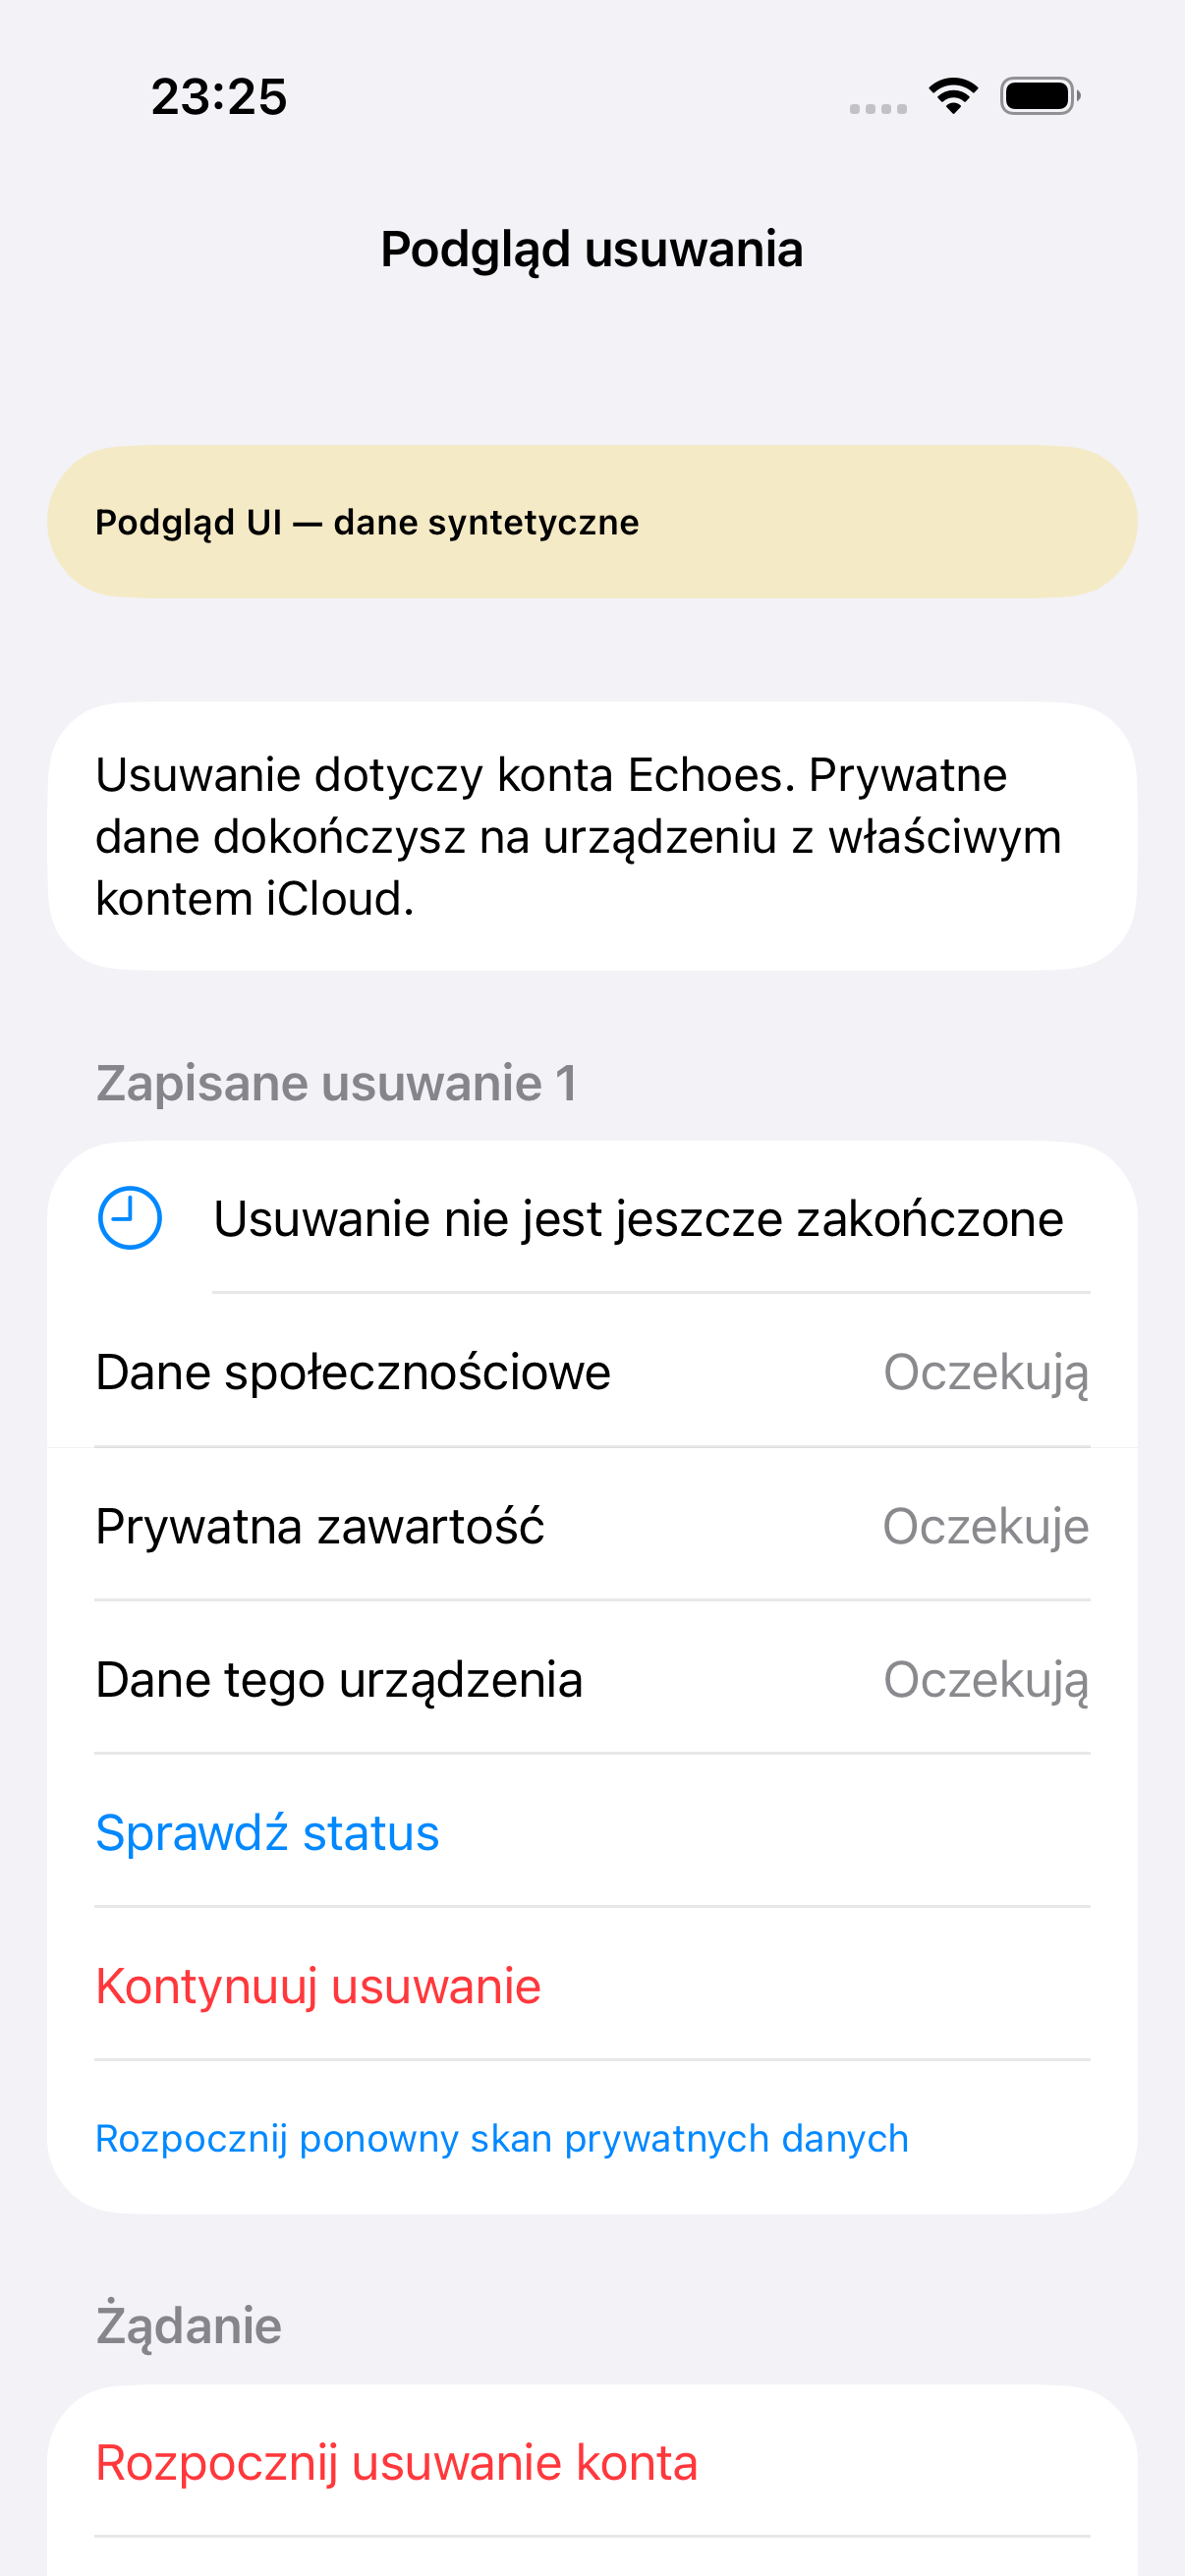 23:25
Podgląd usuwania
Podgląd UI — dane syntetyczne
Usuwanie dotyczy konta Echoes. Prywatne
dane dokończysz na urządzeniu z właściwym
kontem iCloud.
Zapisane usuwanie 1
Usuwanie nie jest jeszcze zakończone
Dane społecznościowe Oczekują
Prywatna zawartość Oczekuje
Dane tego urządzenia Oczekują
Sprawdź status
Kontynuuj usuwanie
Rozpocznij ponowny skan prywatnych danych
Żądanie
Rozpocznij usuwanie konta